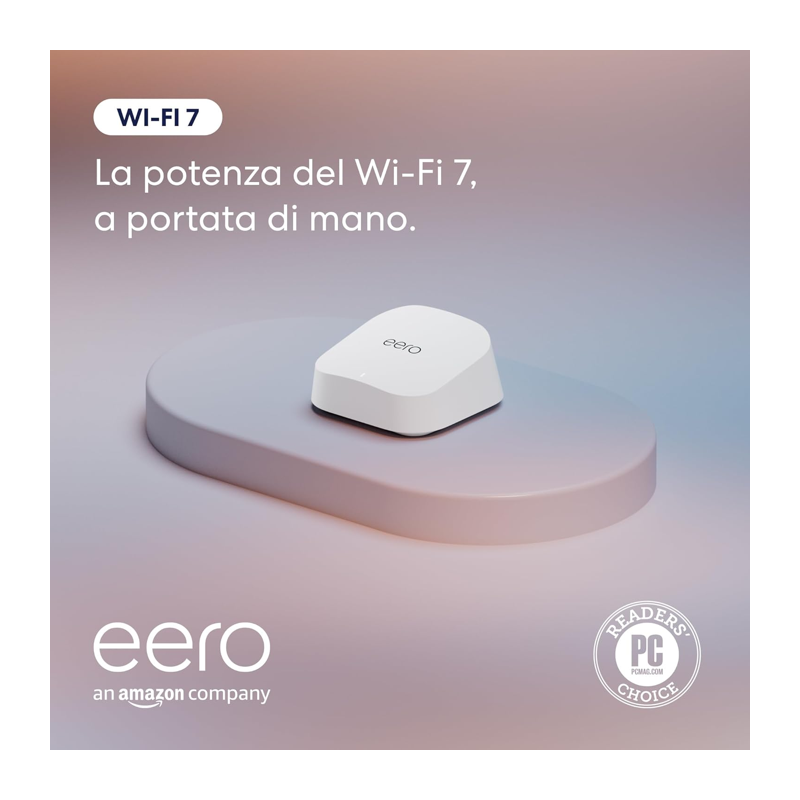 WI-FI 7
La potenza del Wi-Fi 7,
a portata di mano.
eero
eero
an amazon company
READERS'
PC
PCMAG.COM
CHOICE